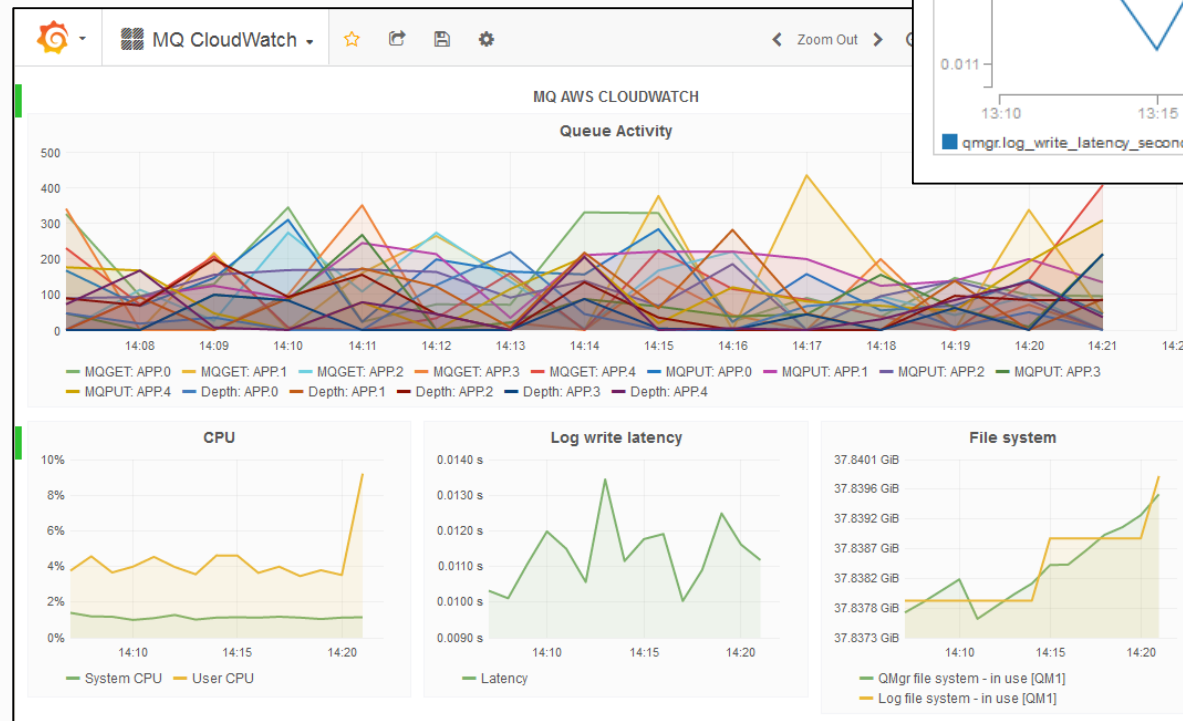 MQ CloudWatch
Zoom Out
0.011
13:10 13:15
qmgr.log_write_latency_second
MQ AWS CLOUDWATCH
Queue Activity
500
400
300
200
100
0
14:08 14:09 14:10 14:11 14:12 14:13 14:14 14:15 14:16 14:17 14:18 14:19 14:20 14:21 14:2
MQGET: APP.0 MQGET: APP.1 MQGET: APP.2 MQGET: APP.3 MQGET: APP.4 MQPUT: APP.0 MQPUT: APP.1 MQPUT: APP.2 MQPUT: APP.3
MQPUT: APP.4 Depth: APP.0 Depth: APP.1 Depth: APP.2 Depth: APP.3 Depth: APP.4
CPU
10%
8%
6%
4%
2%
0%
14:10 14:15 14:20
System CPU User CPU
Log write latency
0.0140 s
0.0130 s
0.0120 s
0.0110 s
0.0100 s
0.0090 s
14:10 14:15 14:20
Latency
File system
37.8401 GiB
37.8396 GiB
37.8392 GiB
37.8387 GiB
37.8382 GiB
37.8378 GiB
37.8373 GiB
14:10 14:15 14:20
QMgr file system - in use [QM1]
Log file system - in use [QM1]